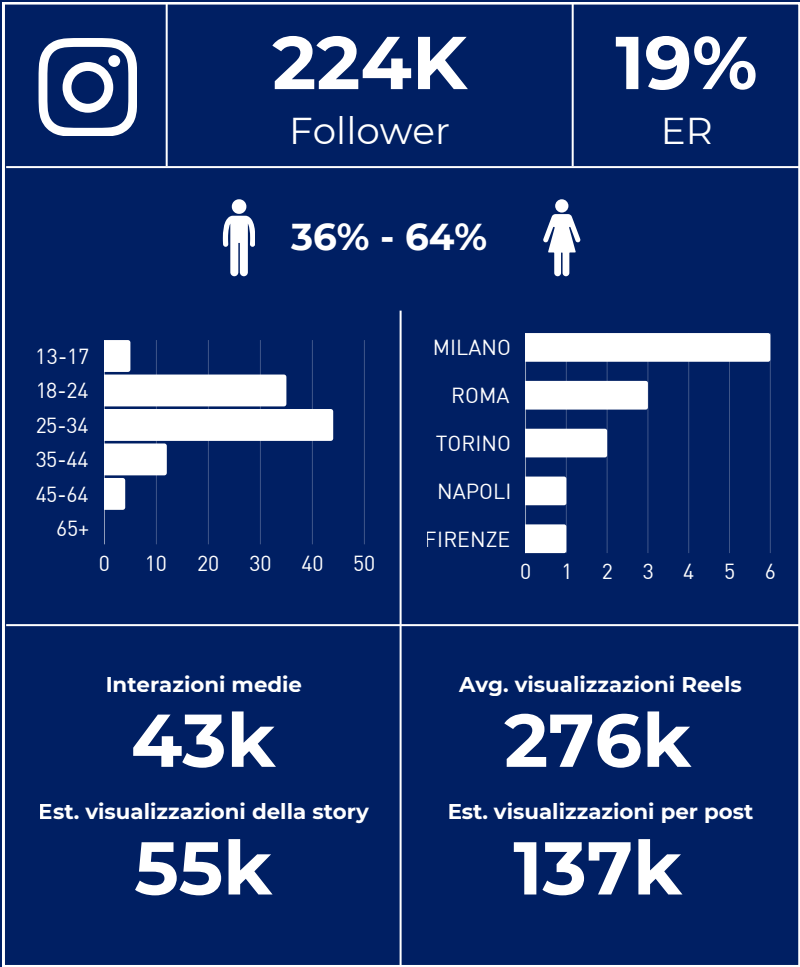 224K
Follower
19%
ER
36% - 64%
13-17
18-24
25-34
35-44
45-64
65+
0 10 20 30 40 50
MILANO
ROMA
TORINO
NAPOLI
FIRENZE
0 1 2 3 4 5 6
Interazioni medie
43k
Est. visualizzazioni della story
55k
Avg. visualizzazioni Reels
276k
Est. visualizzazioni per post
137k